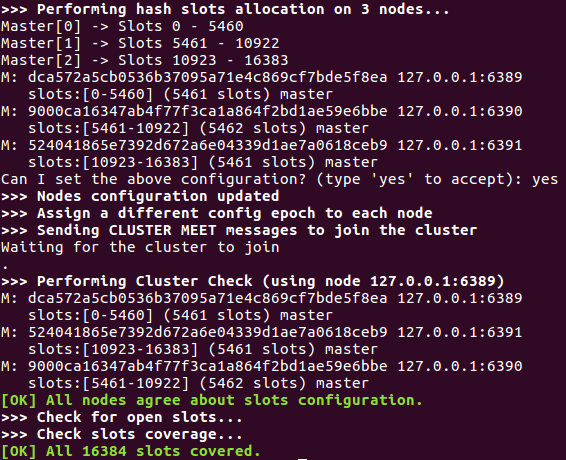 >>> Performing hash slots allocation on 3 nodes...
Master[0] -> Slots 0 - 5460
Master[1] -> Slots 5461 - 10922
Master[2] -> Slots 10923 - 16383
M: dca572a5cb0536b37095a71e4c869cf7bde5f8ea 127.0.0.1:6389
   slots:[0-5460] (5461 slots) master
M: 9000ca16347ab4f77f3ca1a864f2bd1ae59e6bbe 127.0.0.1:6390
   slots:[5461-10922] (5462 slots) master
M: 524041865e7392d672a6e04339d1ae7a0618ceb9 127.0.0.1:6391
   slots:[10923-16383] (5461 slots) master
Can I set the above configuration? (type 'yes' to accept): yes
>>> Nodes configuration updated
>>> Assign a different config epoch to each node
>>> Sending CLUSTER MEET messages to join the cluster
Waiting for the cluster to join
.
>>> Performing Cluster Check (using node 127.0.0.1:6389)
M: dca572a5cb0536b37095a71e4c869cf7bde5f8ea 127.0.0.1:6389
   slots:[0-5460] (5461 slots) master
M: 524041865e7392d672a6e04339d1ae7a0618ceb9 127.0.0.1:6391
   slots:[10923-16383] (5461 slots) master
M: 9000ca16347ab4f77f3ca1a864f2bd1ae59e6bbe 127.0.0.1:6390
   slots:[5461-10922] (5462 slots) master
[OK] All nodes agree about slots configuration.
>>> Check for open slots...
>>> Check slots coverage...
[OK] All 16384 slots covered.